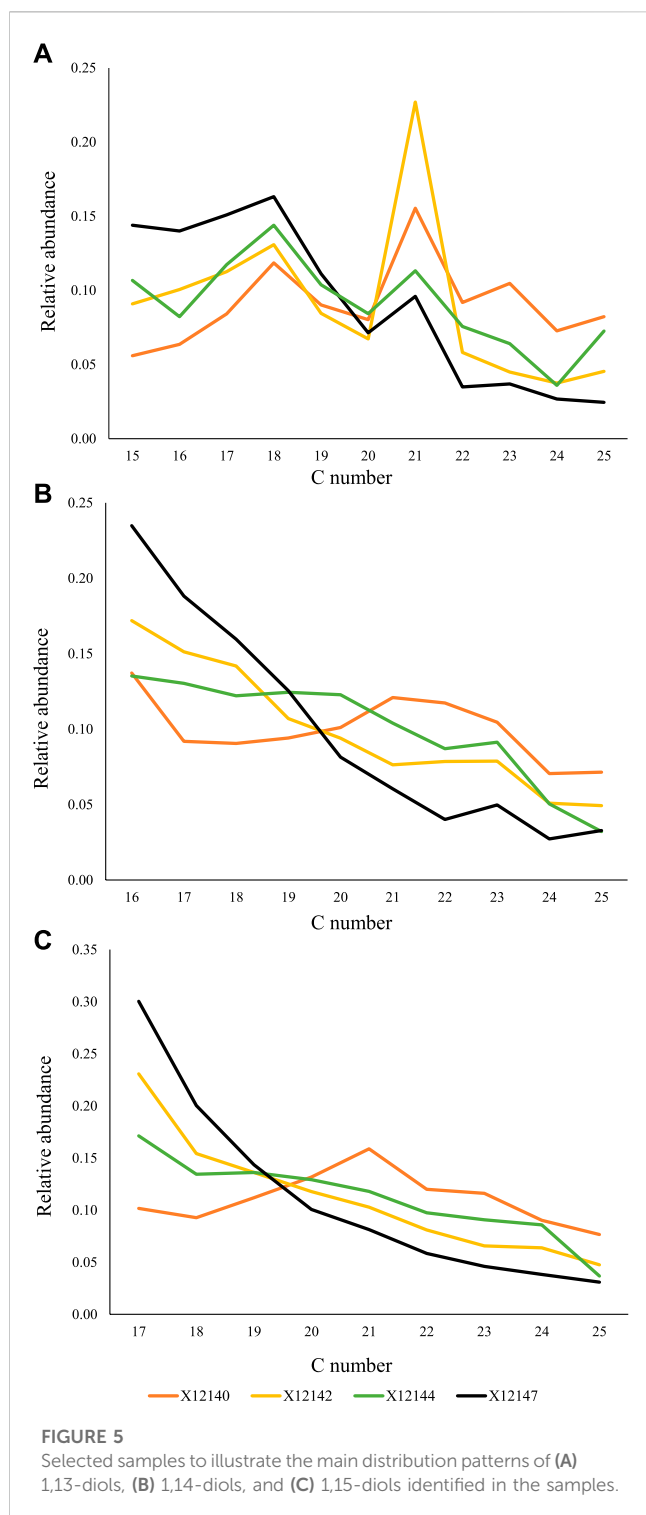 A
Relative abundance
0.25
0.20
0.15
0.10
0.05
0.00
15 16 17 18 19 20 21 22 23 24 25
C number
B
Relative abundance
0.25
0.20
0.15
0.10
0.05
0.00
16 17 18 19 20 21 22 23 24 25
C number
C
Relative abundance
0.35
0.30
0.25
0.20
0.15
0.10
0.05
0.00
17 18 19 20 21 22 23 24 25
C number
X12140 X12142 X12144 X12147
FIGURE 5
Selected samples to illustrate the main distribution patterns of (A)
1,13-diols, (B) 1,14-diols, and (C) 1,15-diols identified in the samples.